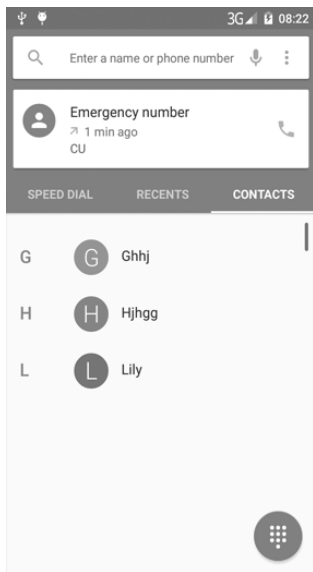 3G 08:22
Enter a name or phone number
Emergency number
1 min ago
CU
SPEED DIAL RECENTS CONTACTS
G G Ghhj
H H Hjhgg
L L Lily